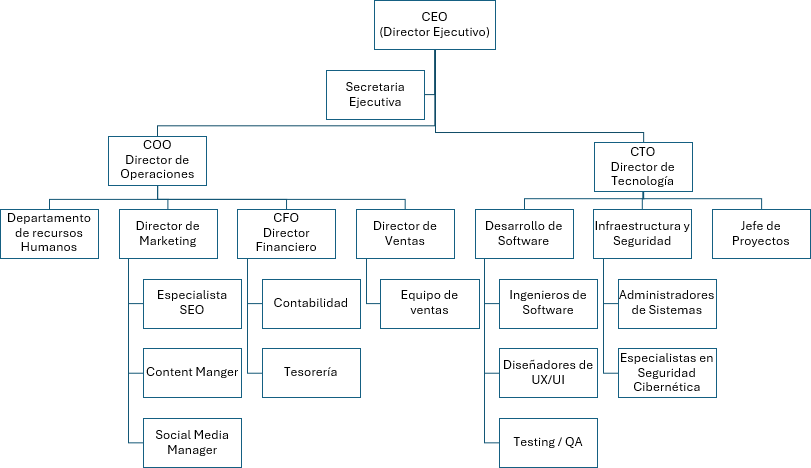 CEO
(Director Ejecutivo)
Secretaria
Ejecutiva
COO
Director de
Operaciones
CTO
Director de
Tecnología
Departamento
de recursos
Humanos
Director de
Marketing
CFO
Director
Financiero
Director de
Ventas
Desarrollo de
Software
Infraestructura y
Seguridad
Jefe de
Proyectos
Especialista
SEO
Contabilidad
Equipo de
ventas
Ingenieros de
Software
Administradores
de Sistemas
Content Manger
Tesorería
Diseñadores de
UX/UI
Especialistas en
Seguridad
Cibernética
Social Media
Manager
Testing / QA